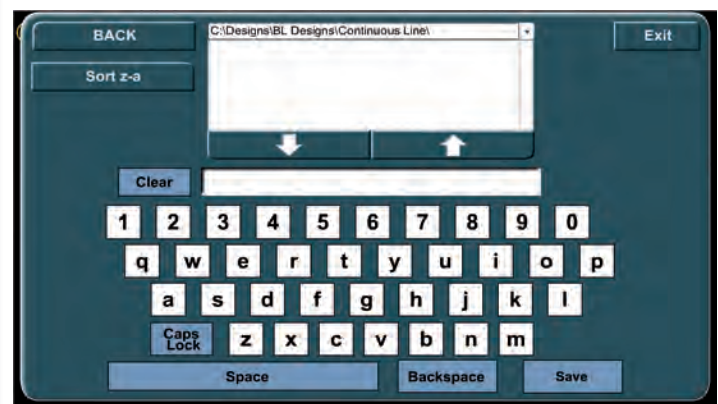 BACK
C:\Designs\BL Designs\Continuous Line\
Exit
Sort z-a
Clear
1 2 3 4 5 6 7 8 9 0
q w e r t y u i o p
a s d f g h j k l
Caps Lock z x c v b n m
Space Backspace Save